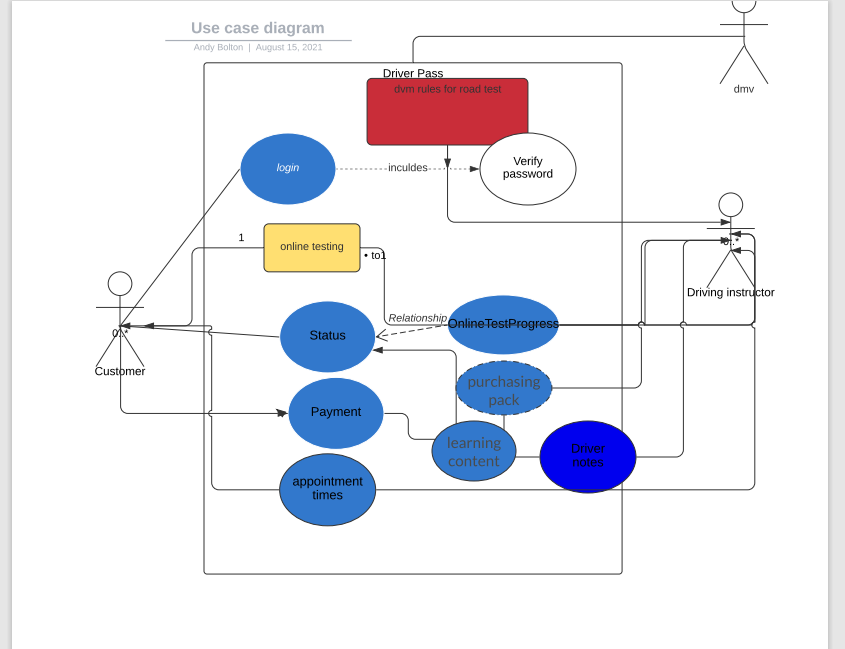 Use case diagram
Andy Bolton | August 15, 2021
dmv
Driver Pass
dvm rules for road test
login
inculdes
Verify
password
1
online testing
• to1
0..*
Driving instructor
0..*
Customer
Status
Relationship
OnlineTestProgress
purchasing
pack
Payment
learning
content
Driver
notes
appointment
times